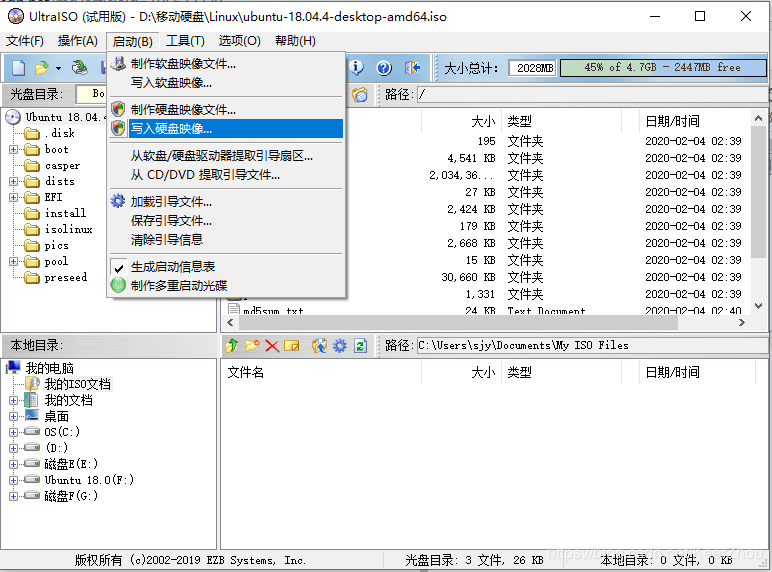 UltraISO (试用版) - D:\移动硬盘\Linux\ubuntu-18.04.4-desktop-amd64.iso
文件(F) 操作(A) 启动(B) 工具(T) 选项(O) 帮助(H)
大小总计: 2028MB 45% of 4.7G - 2447MB free
光盘目录: Bo 路径: /
制作软盘映像文件...
写入软盘映像...
制作硬盘映像文件...
写入硬盘映像...
从软盘/硬盘驱动器提取引导扇区...
从 CD/DVD 提取引导文件...
加载引导文件...
保存引导文件...
清除引导信息
生成启动信息表
制作多重启动光碟
Ubuntu 18.04.4
.disk
boot
casper
dists
EFI
install
isolinux
pics
pool
preseed
大小 类型 日期/时间
195 文件夹 2020-02-04 02:39
4,541 KB 文件夹 2020-02-04 02:39
2,034,36... 文件夹 2020-02-04 02:39
27 KB 文件夹 2020-02-04 02:39
2,424 KB 文件夹 2020-02-04 02:39
179 KB 文件夹 2020-02-04 02:39
2,668 KB 文件夹 2020-02-04 02:39
15 KB 文件夹 2020-02-04 02:39
30,660 KB 文件夹 2020-02-04 02:39
1,331 文件夹 2020-02-04 02:39
md5sum.txt 24 KB Text Document 2020-02-04 02:39
本地目录: 路径: C:\Users\sjy\Documents\My ISO Files
我的电脑
我的ISO文档
我的文档
桌面
OS(C:)
(D:)
磁盘E(E:)
Ubuntu 18.0(F:)
磁盘F(G:)
文件名 大小 类型 日期/时间
版权所有 (c)2002-2019 EZB Systems, Inc. 光盘目录: 3 文件, 26 KB 本地目录: 0 文件, 0 KB